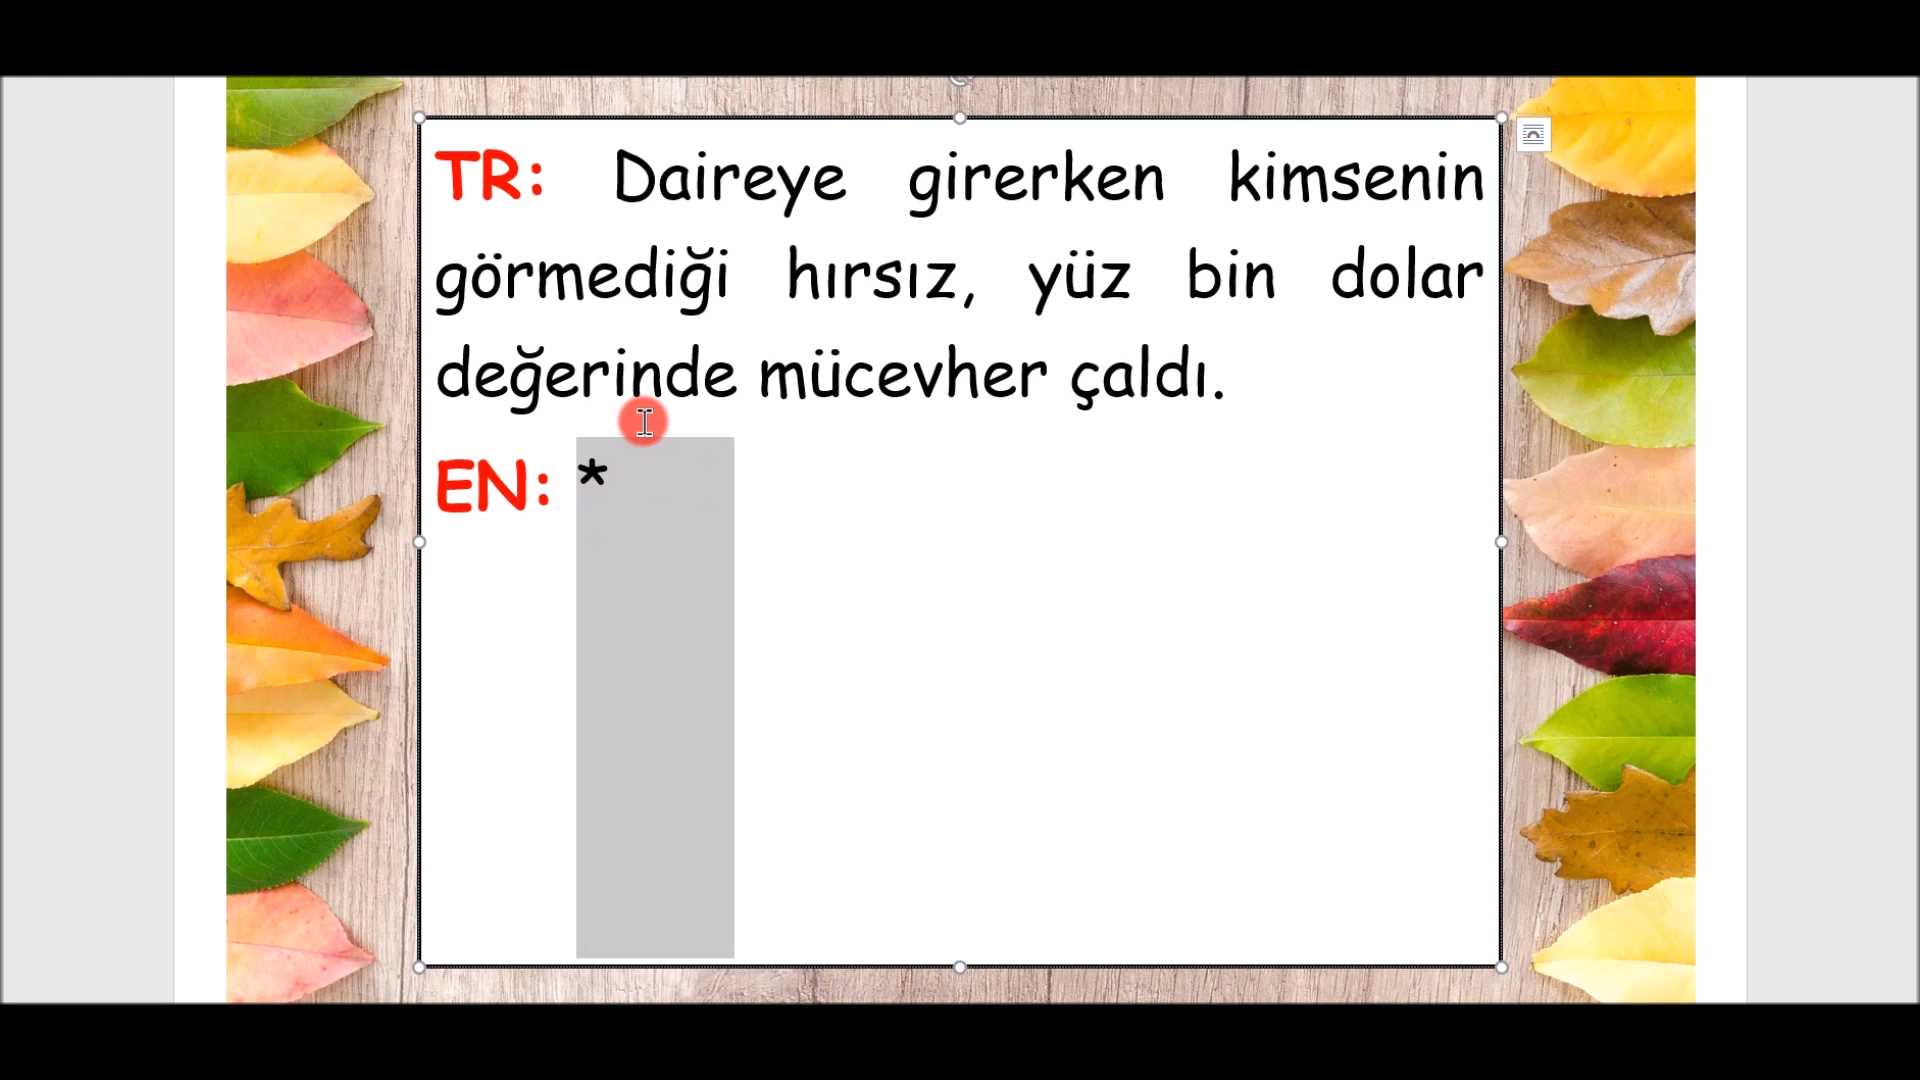 TR: Daireye girerken kimsenin
görmediği hırsız, yüz bin dolar
değerinde mücevher çaldı.
EN: *